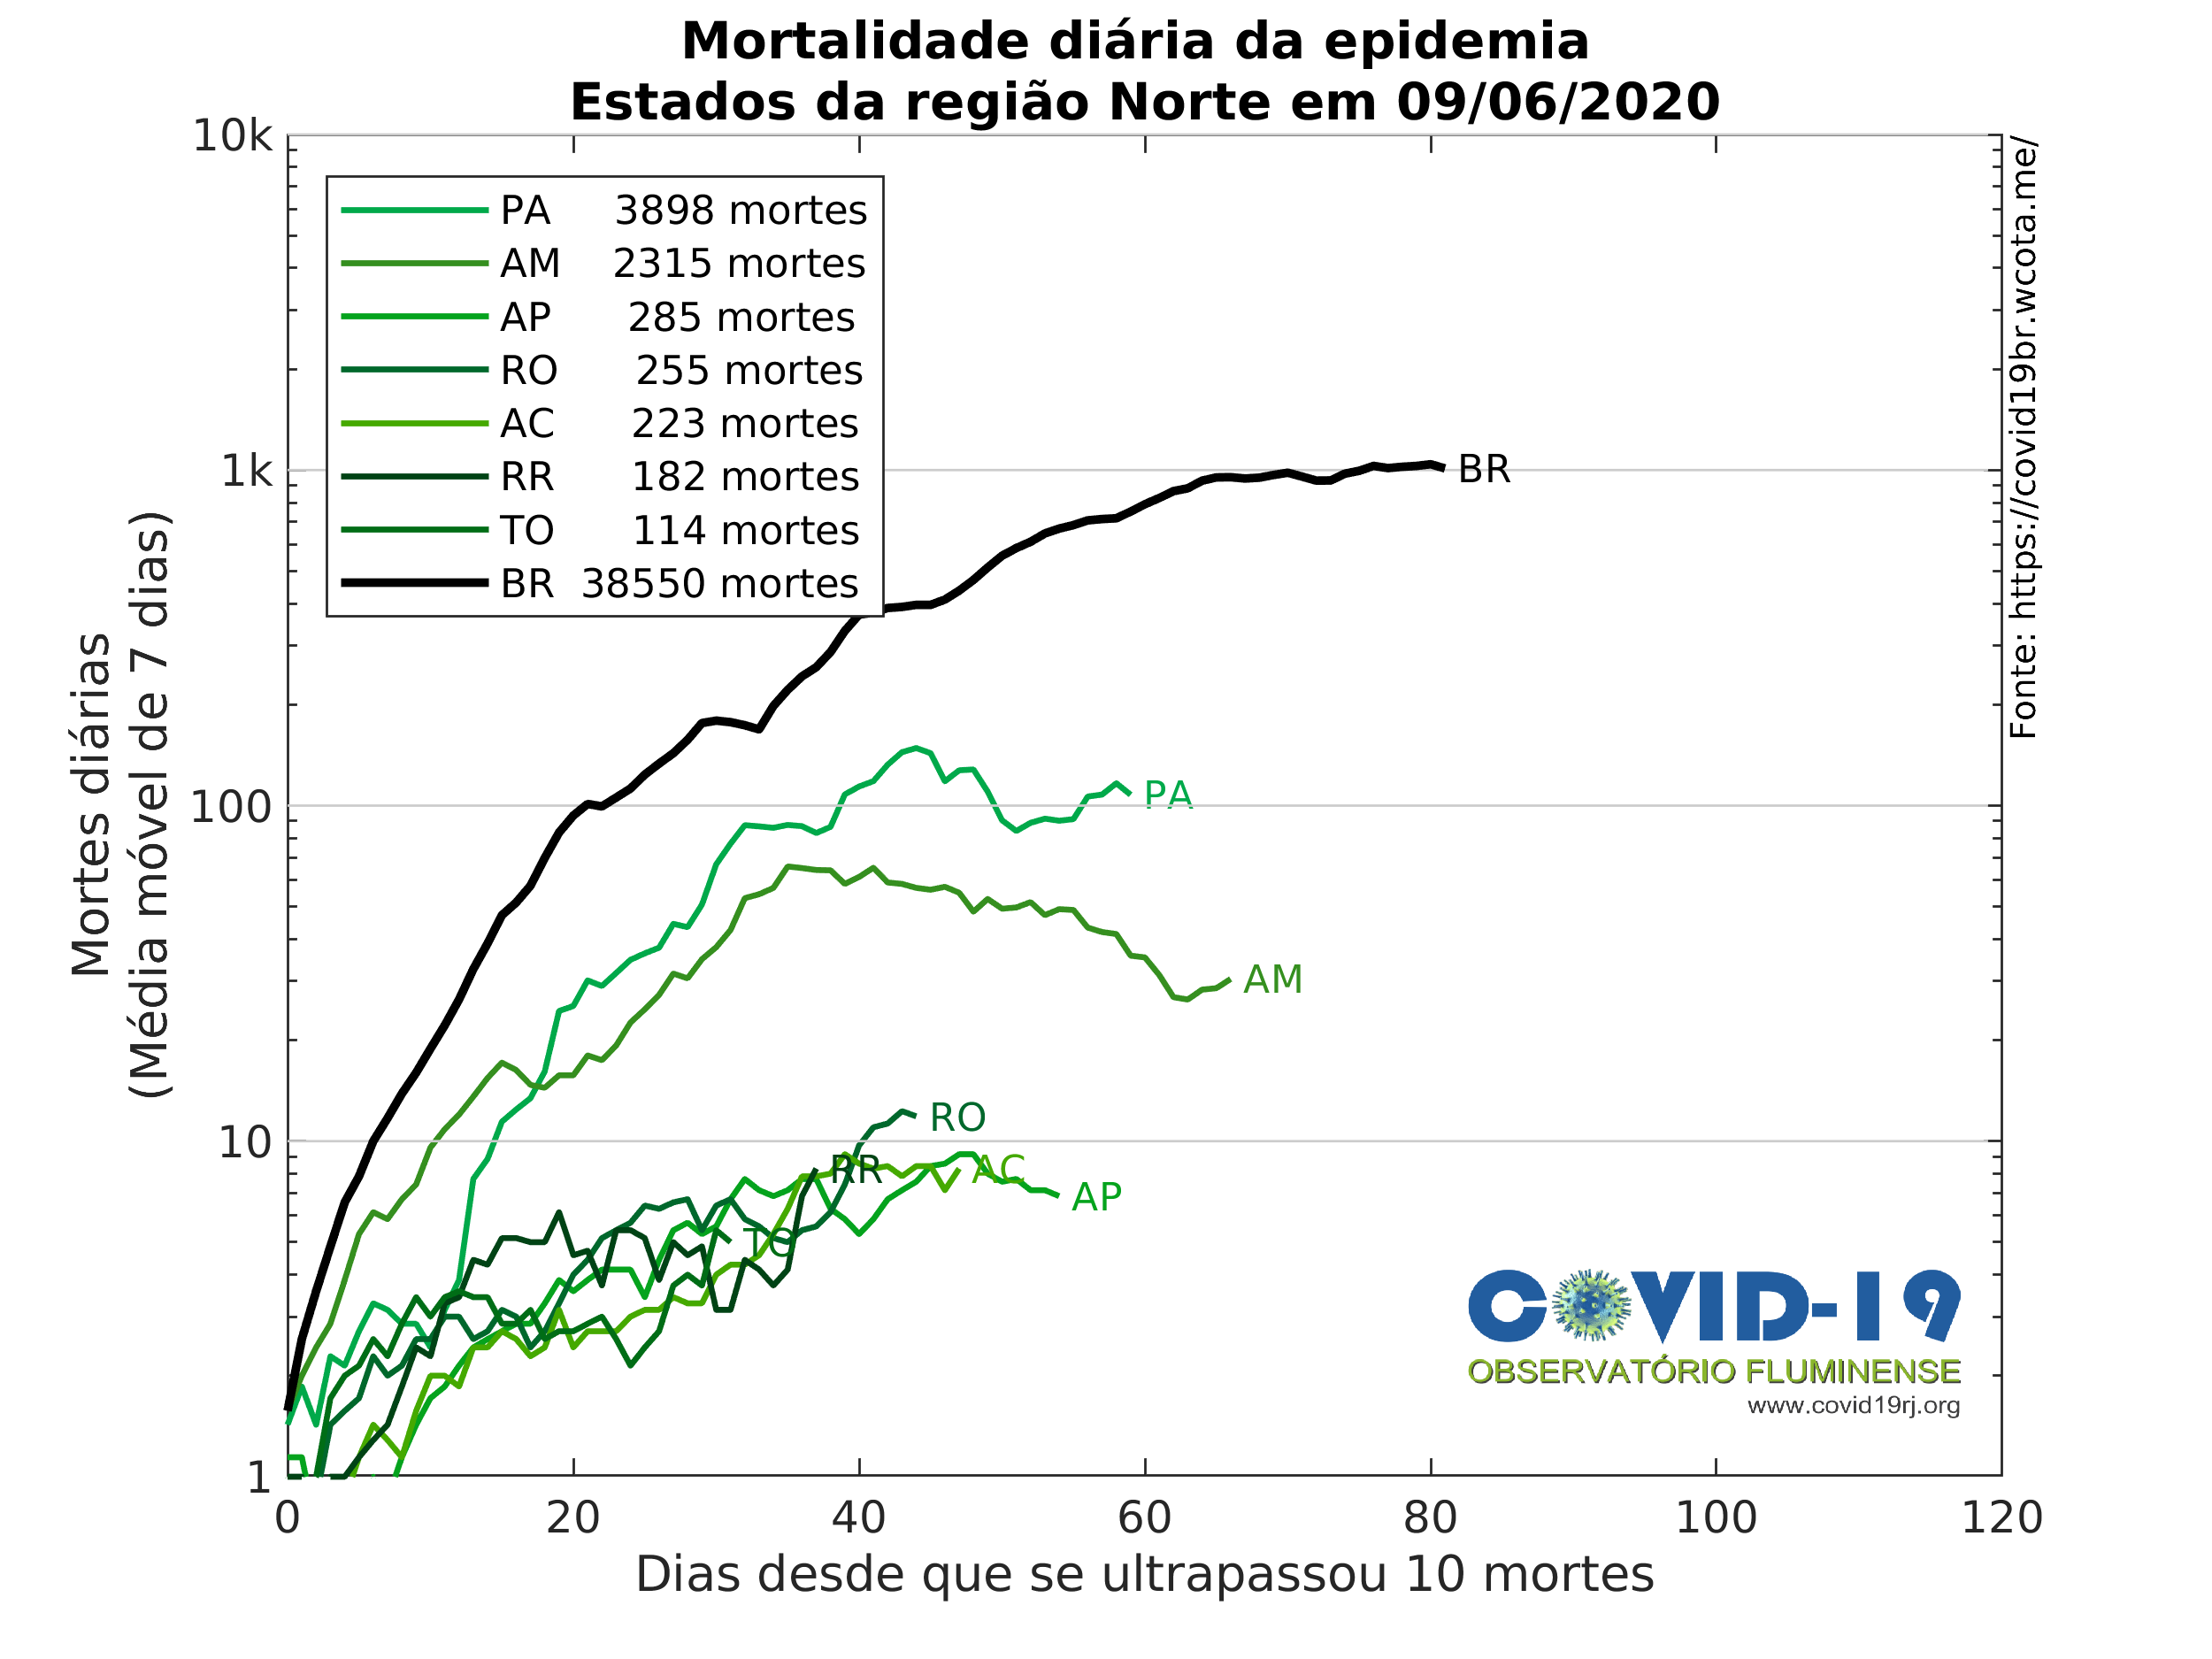 Mortalidade diária da epidemia
Estados da região Norte em 09/06/2020
10k
1k
100
10
1
Mortes diárias
(Média móvel de 7 dias)
PA 3898 mortes
AM 2315 mortes
AP 285 mortes
RO 255 mortes
AC 223 mortes
RR 182 mortes
TO 114 mortes
BR 38550 mortes
BR
PA
AM
RO
RR
AC
AP
TO
Fonte: https://covid19br.wcota.me/
COVID-19
OBSERVATÓRIO FLUMINENSE
www.covid19rj.org
0 20 40 60 80 100 120
Dias desde que se ultrapassou 10 mortes